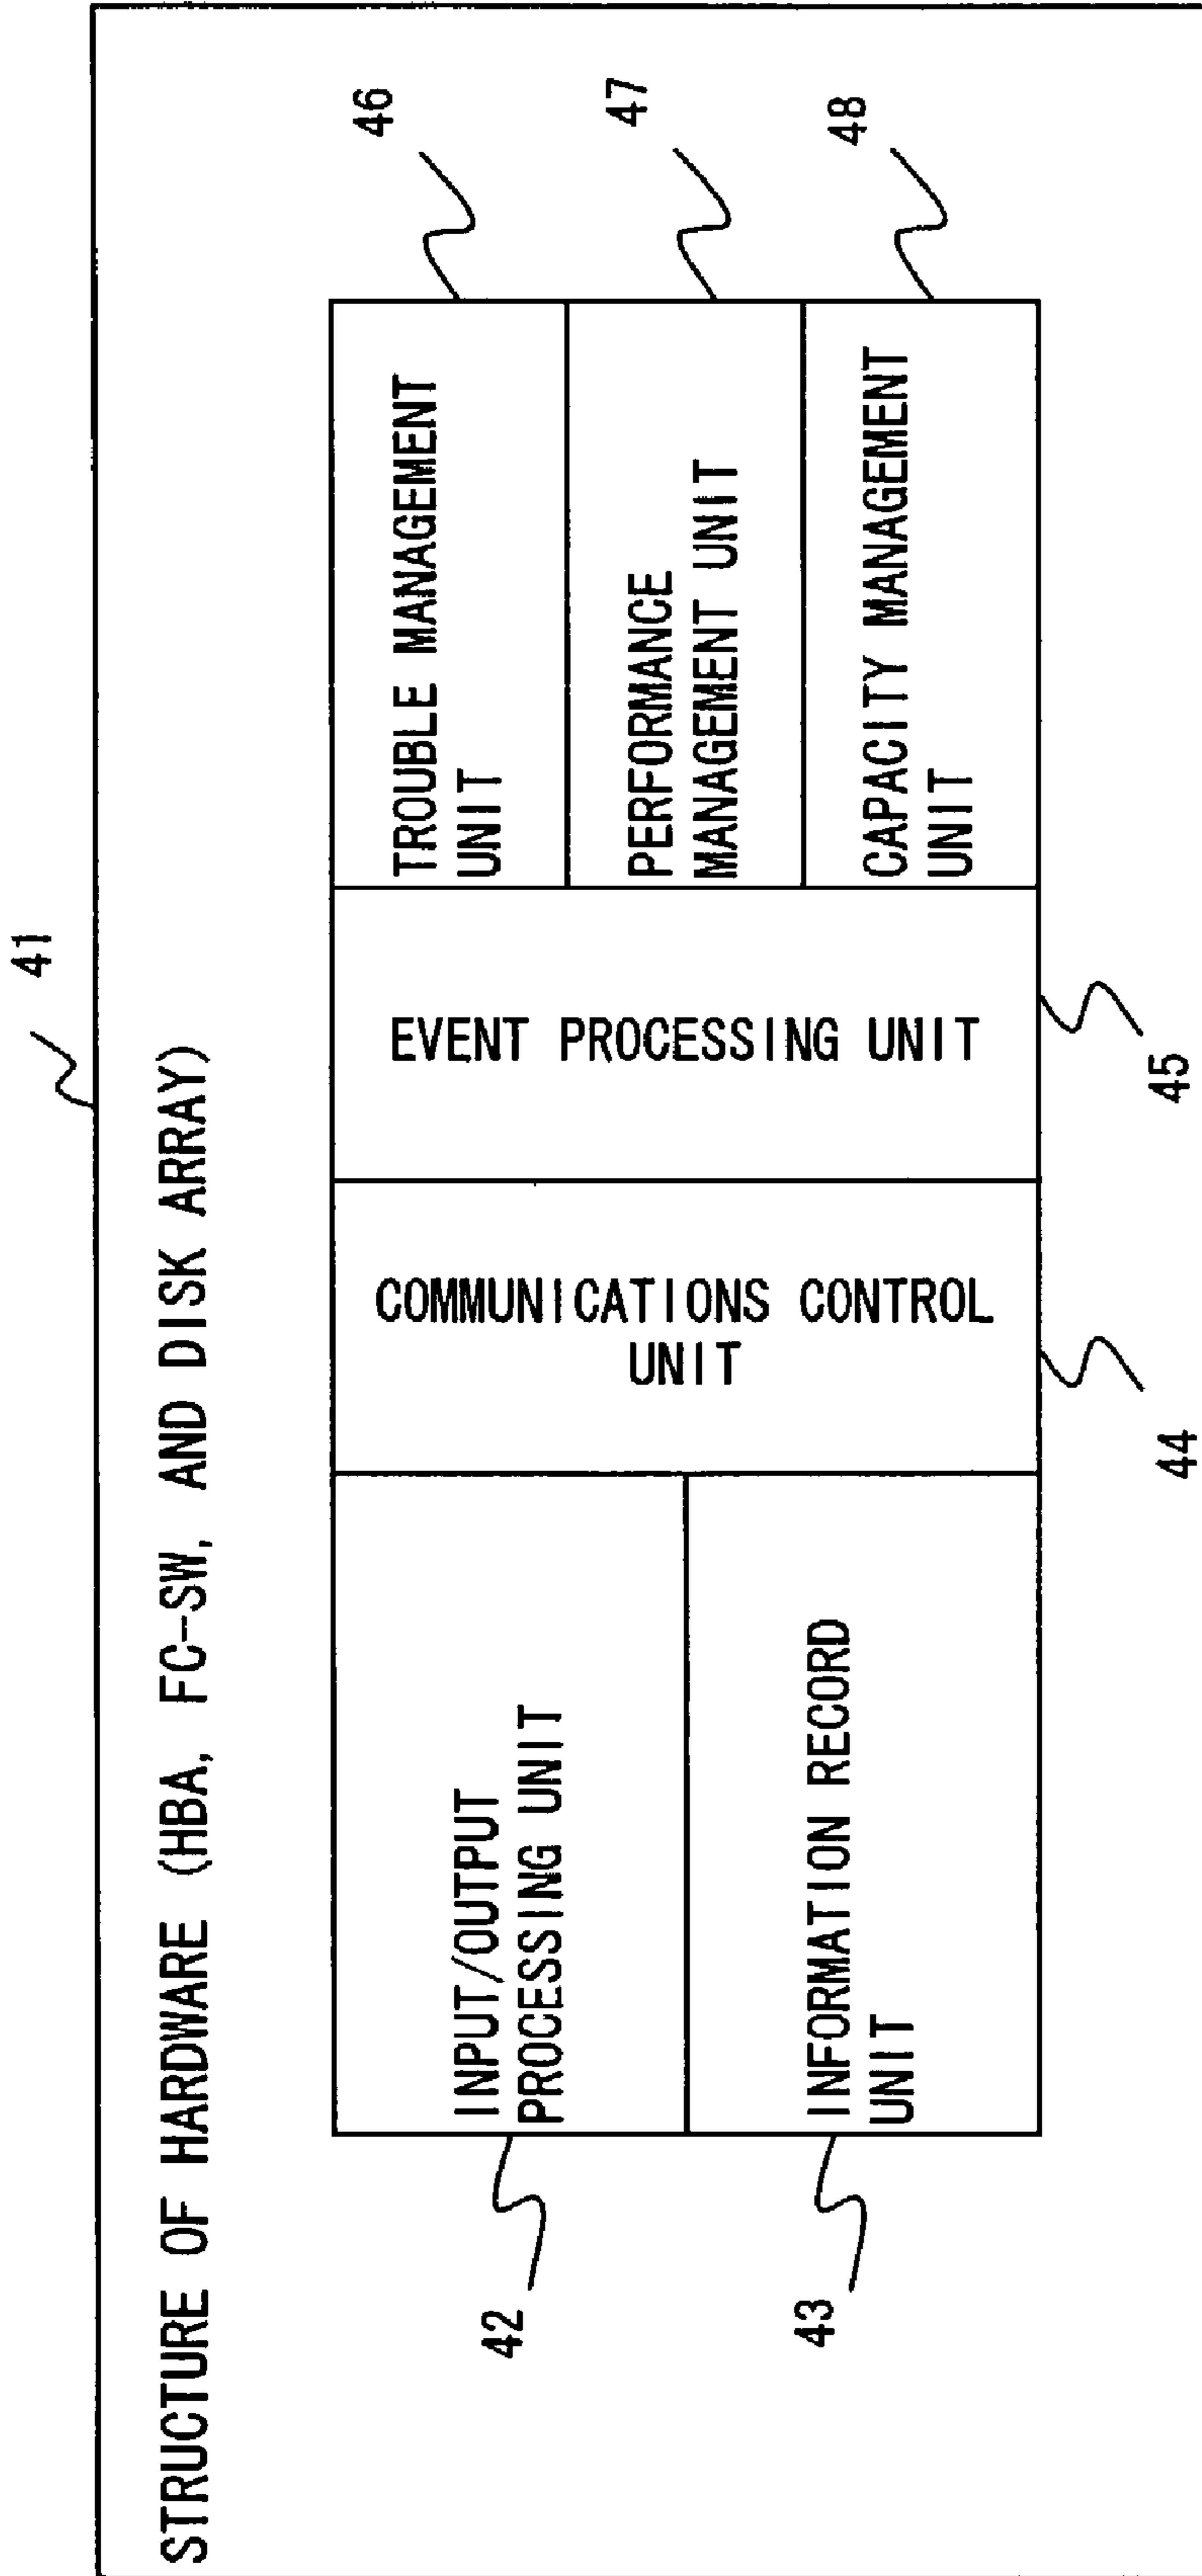 41
STRUCTURE OF HARDWARE (HBA, FC-SW, AND DISK ARRAY)
42
INPUT/OUTPUT
PROCESSING UNIT
43
INFORMATION RECORD
UNIT
COMMUNICATIONS CONTROL
UNIT
44
EVENT PROCESSING UNIT
45
TROUBLE MANAGEMENT
UNIT
46
PERFORMANCE
MANAGEMENT UNIT
47
CAPACITY MANAGEMENT
UNIT
48